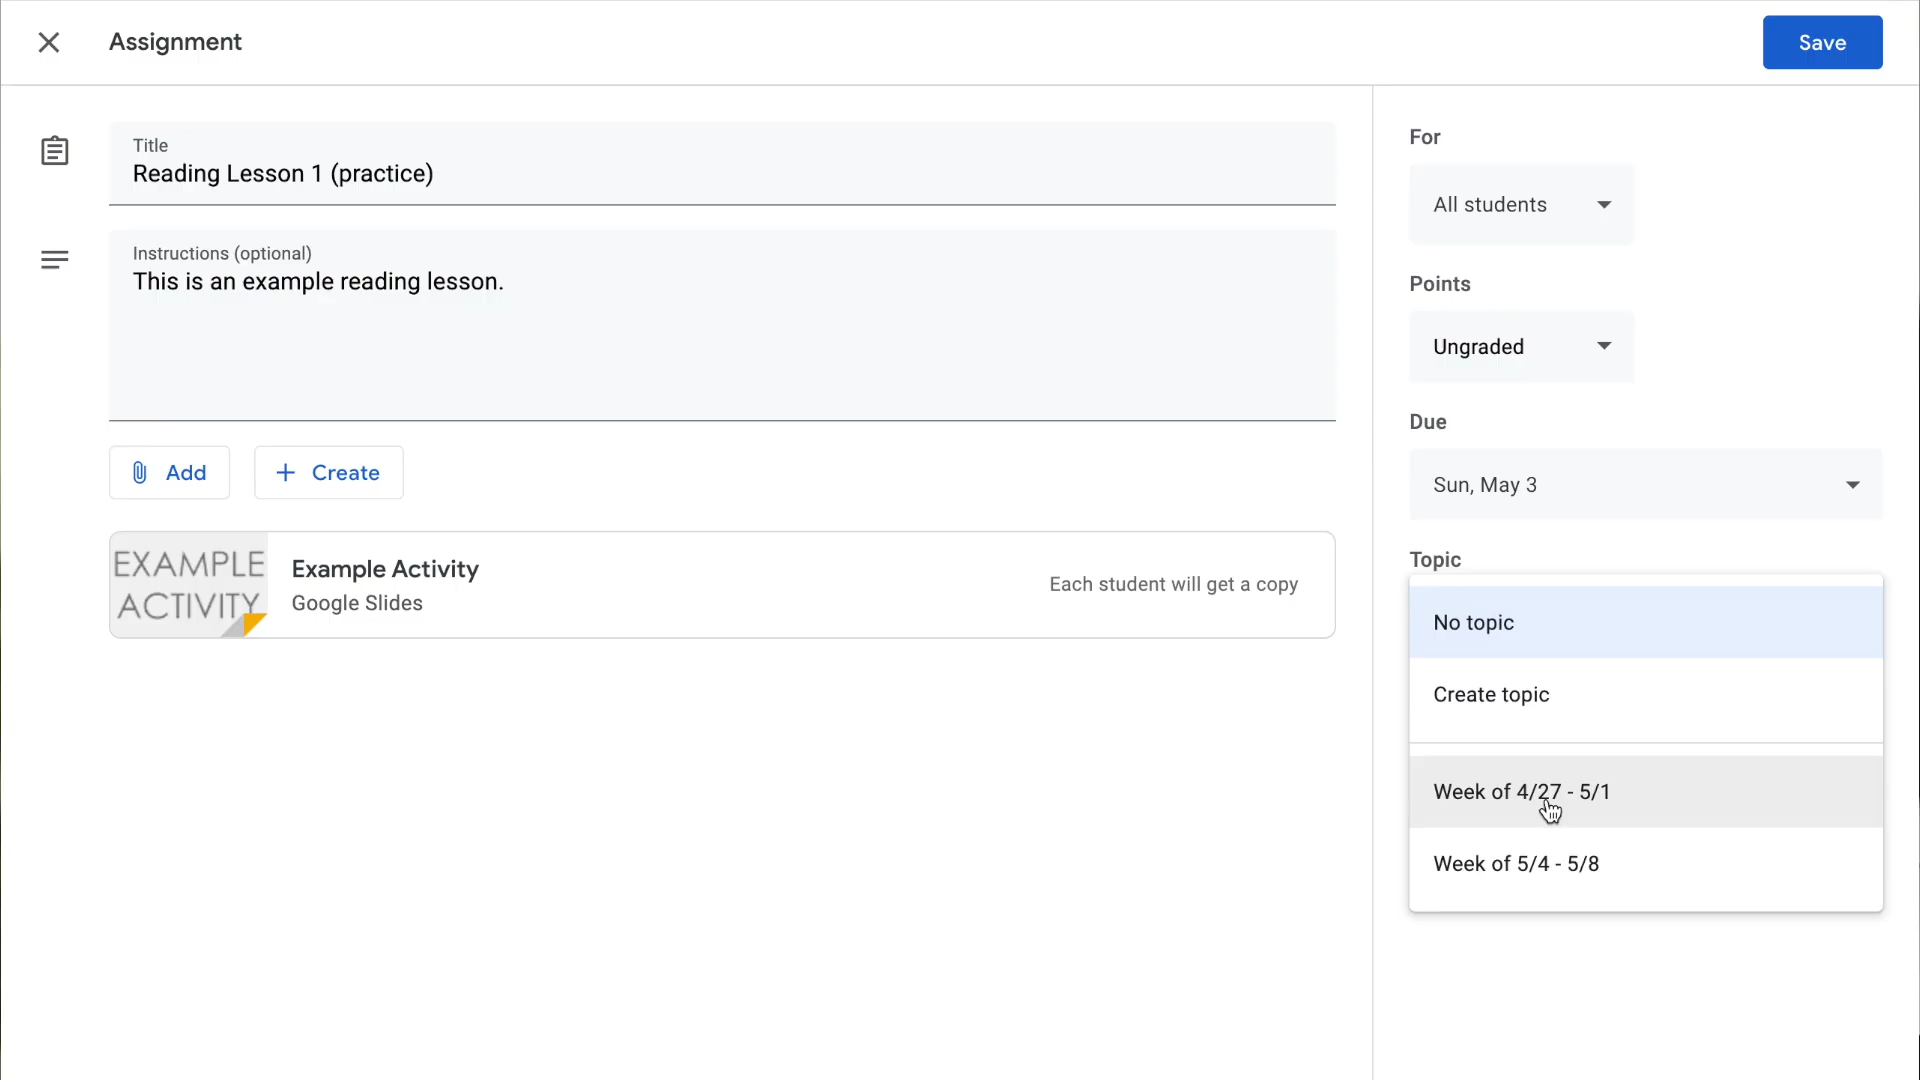 Assignment
Save
Title
Reading Lesson 1 (practice)
Instructions (optional)
This is an example reading lesson.
Add
Create
EXAMPLE
ACTIVITY
Example Activity
Google Slides
Each student will get a copy
For
All students
Points
Ungraded
Due
Sun, May 3
Topic
No topic
Create topic
Week of 4/27 - 5/1
Week of 5/4 - 5/8